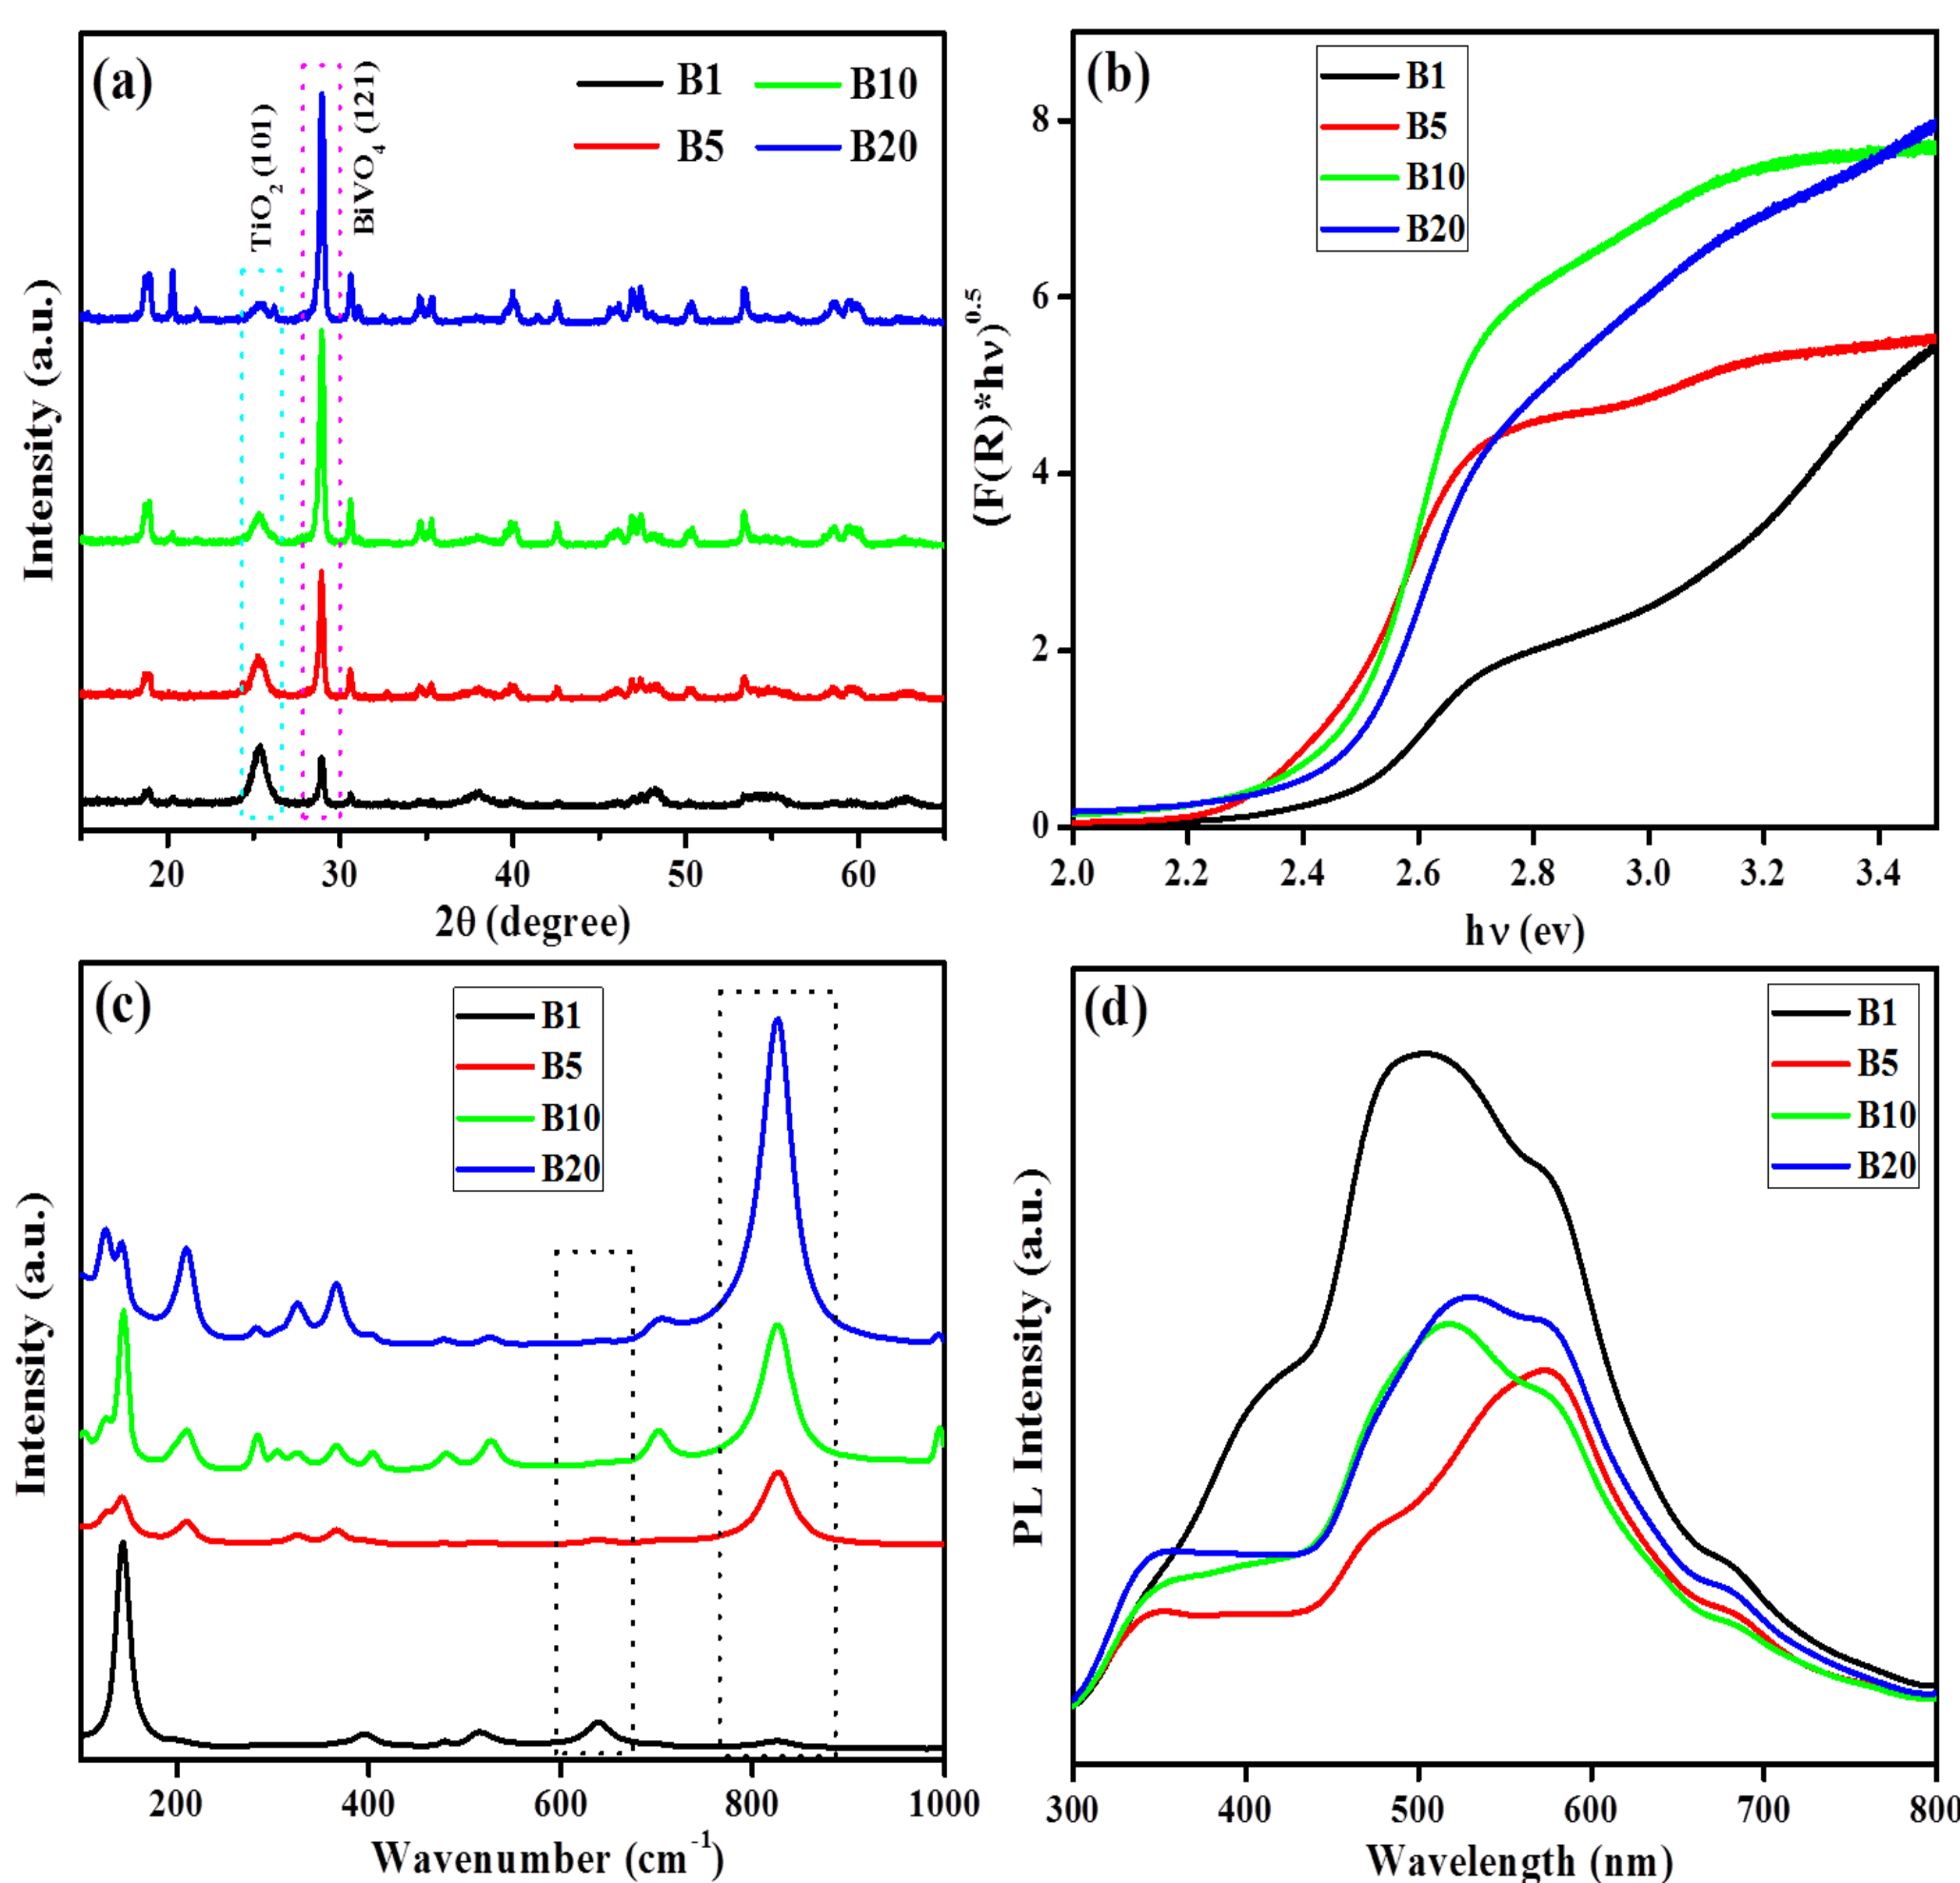 (a)
B1
B10
B5
B20
TiO₂ (101)
BiVO₄ (121)
Intensity (a.u.)
20 30 40 50 60
2θ (degree)
(b)
B1
B5
B10
B20
8
6
4
2
0
(F(R)*hν)^0.5
2.0 2.2 2.4 2.6 2.8 3.0 3.2 3.4
hν (ev)
(c)
B1
B5
B10
B20
Intensity (a.u.)
200 400 600 800 1000
Wavenumber (cm⁻¹)
(d)
B1
B5
B10
B20
PL Intensity (a.u.)
300 400 500 600 700 800
Wavelength (nm)